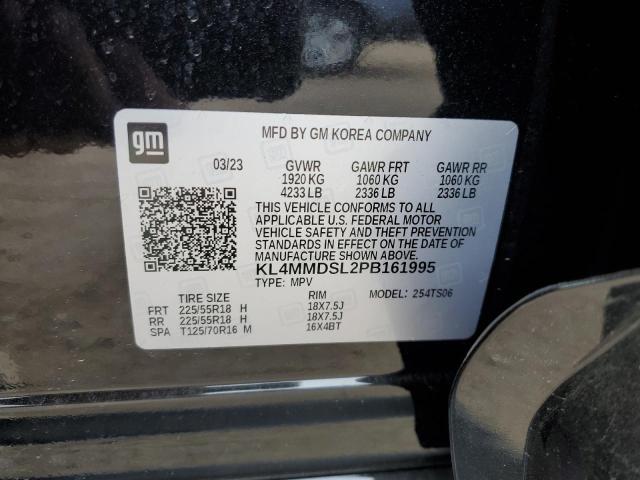 gm
MFD BY GM KOREA COMPANY
03/23 GVWR GAWR FRT GAWR RR
1920 KG 1060 KG 1060 KG
4233 LB 2336 LB 2336 LB
THIS VEHICLE CONFORMS TO ALL
APPLICABLE U.S. FEDERAL MOTOR
VEHICLE SAFETY AND THEFT PREVENTION
STANDARDS IN EFFECT ON THE DATE OF
MANUFACTURE SHOWN ABOVE.
KL4MMDSL2PB161995
TYPE: MPV MODEL: 254TS06
TIRE SIZE RIM
FRT 225/55R18 H 18X7.5J
RR 225/55R18 H 18X7.5J
SPA T125/70R16 M 16X4BT